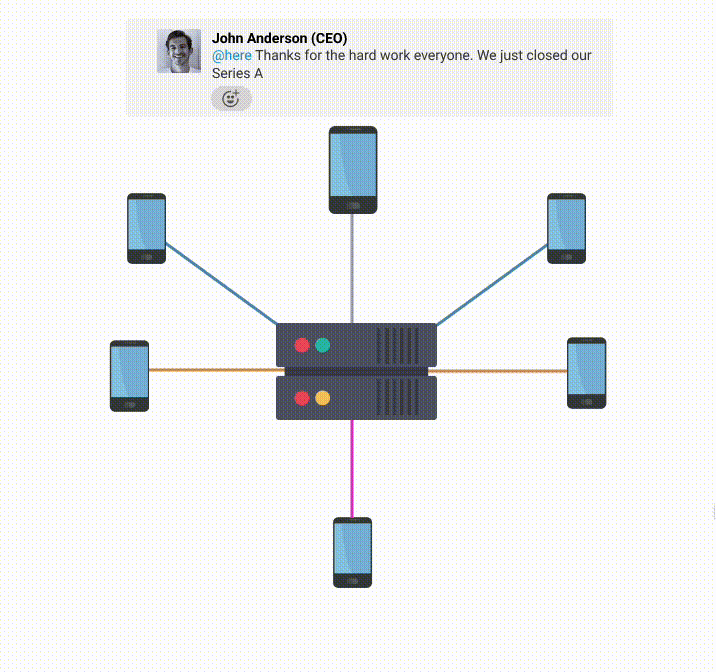 John Anderson (CEO)
@here Thanks for the hard work everyone. We just closed our
Series A